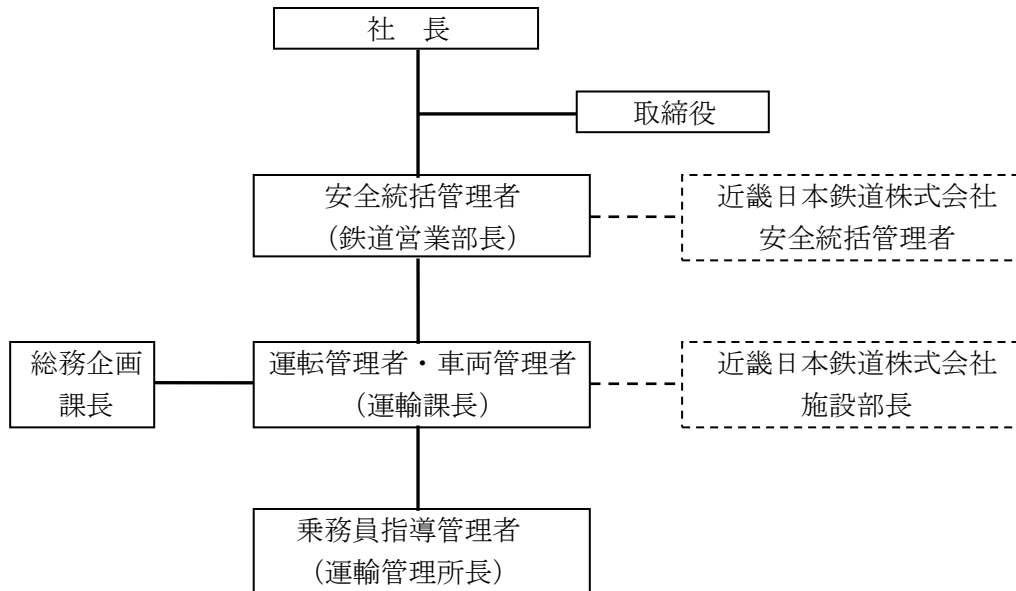 社　長
取締役
安全統括管理者
（鉄道営業部長）
近畿日本鉄道株式会社
安全統括管理者
総務企画
課長
運転管理者・車両管理者
（運輸課長）
近畿日本鉄道株式会社
施設部長
乗務員指導管理者
（運輸管理所長）